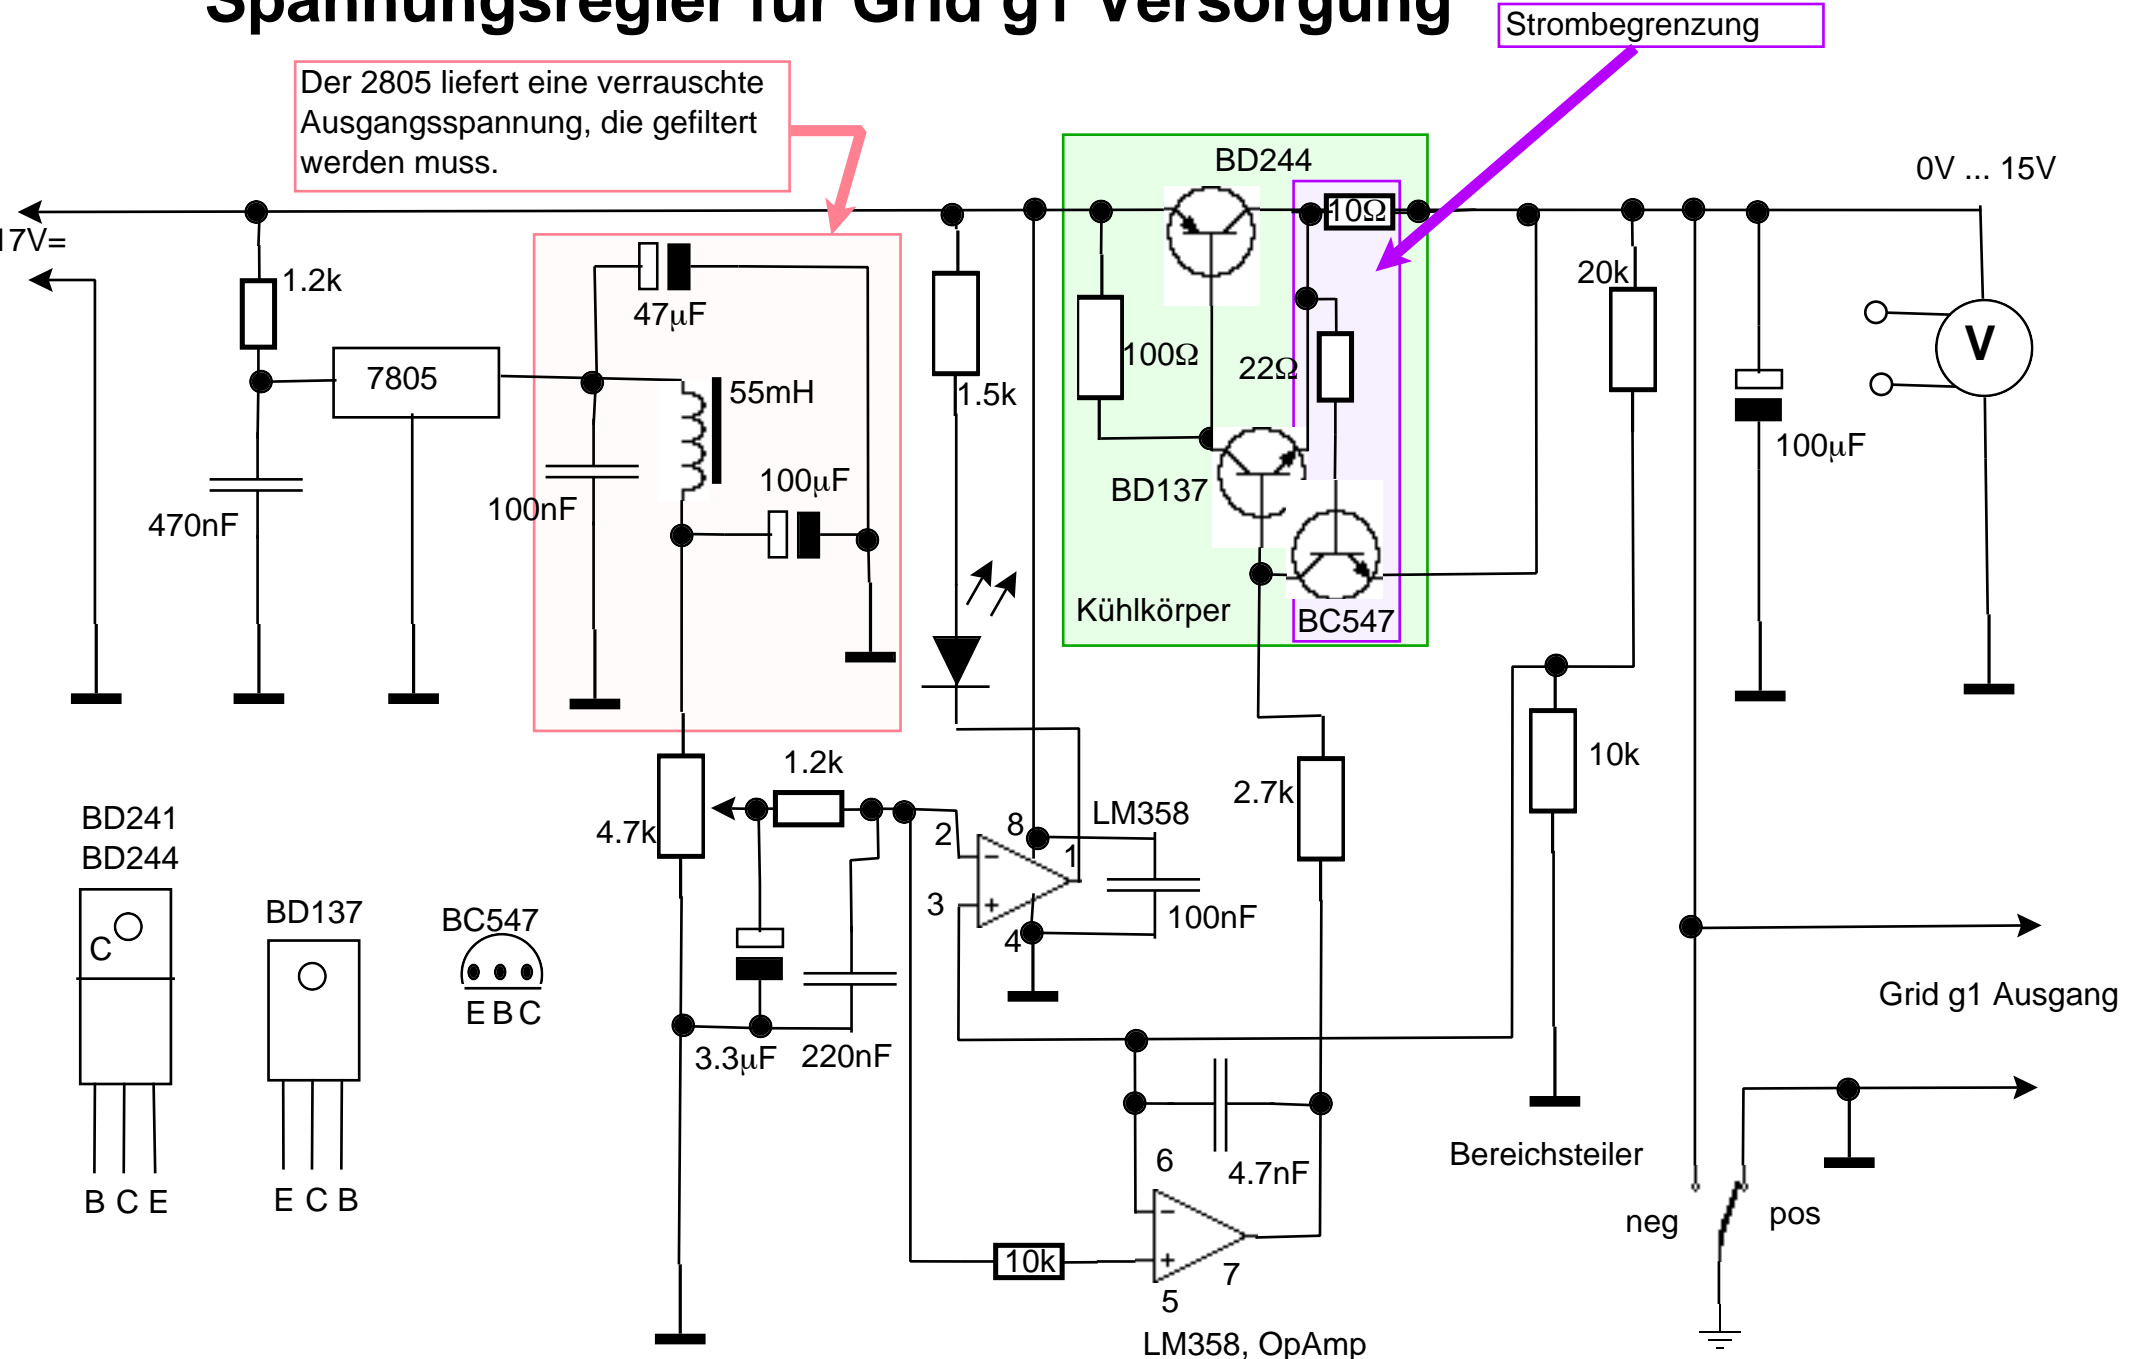 Spannungsregler für Grid g1 Versorgung
Strombegrenzung
Der 2805 liefert eine verrauschte
Ausgangsspannung, die gefiltert
werden muss.
BD244
0V ... 15V
17V=
10Ω
1.2k
20k
47µF
7805
55mH
100Ω
22Ω
V
1.5k
100µF
100µF
470nF
100nF
BD137
Kühlkörper
BC547
1.2k
10k
2.7k
LM358
4.7k
2
8
1
3
4
100nF
BD241
BD244
C
BD137
BC547
E B C
Grid g1 Ausgang
3.3µF
220nF
Bereichsteiler
6
4.7nF
B C E
E C B
neg
pos
10k
7
5
LM358, OpAmp